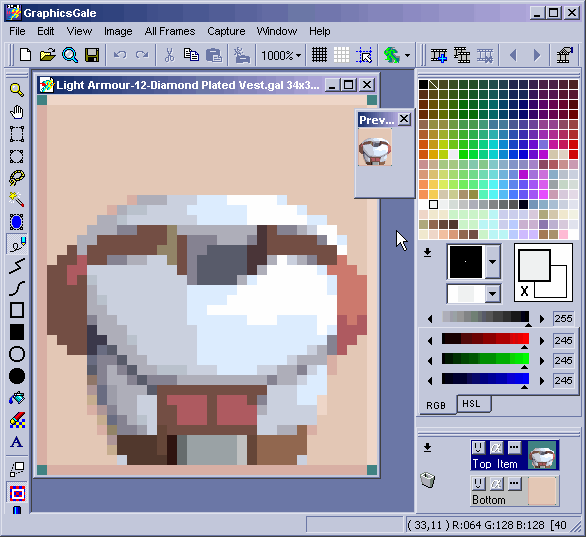 GraphicsGale
File Edit View Image All Frames Capture Window Help
1000%
Light Armour-12-Diamond Plated Vest.gal 34x3...
Prev...
A
X
255
245
245
245
RGB HSL
Top Item
Bottom
( 33,11 ) R:064 G:128 B:128 [40